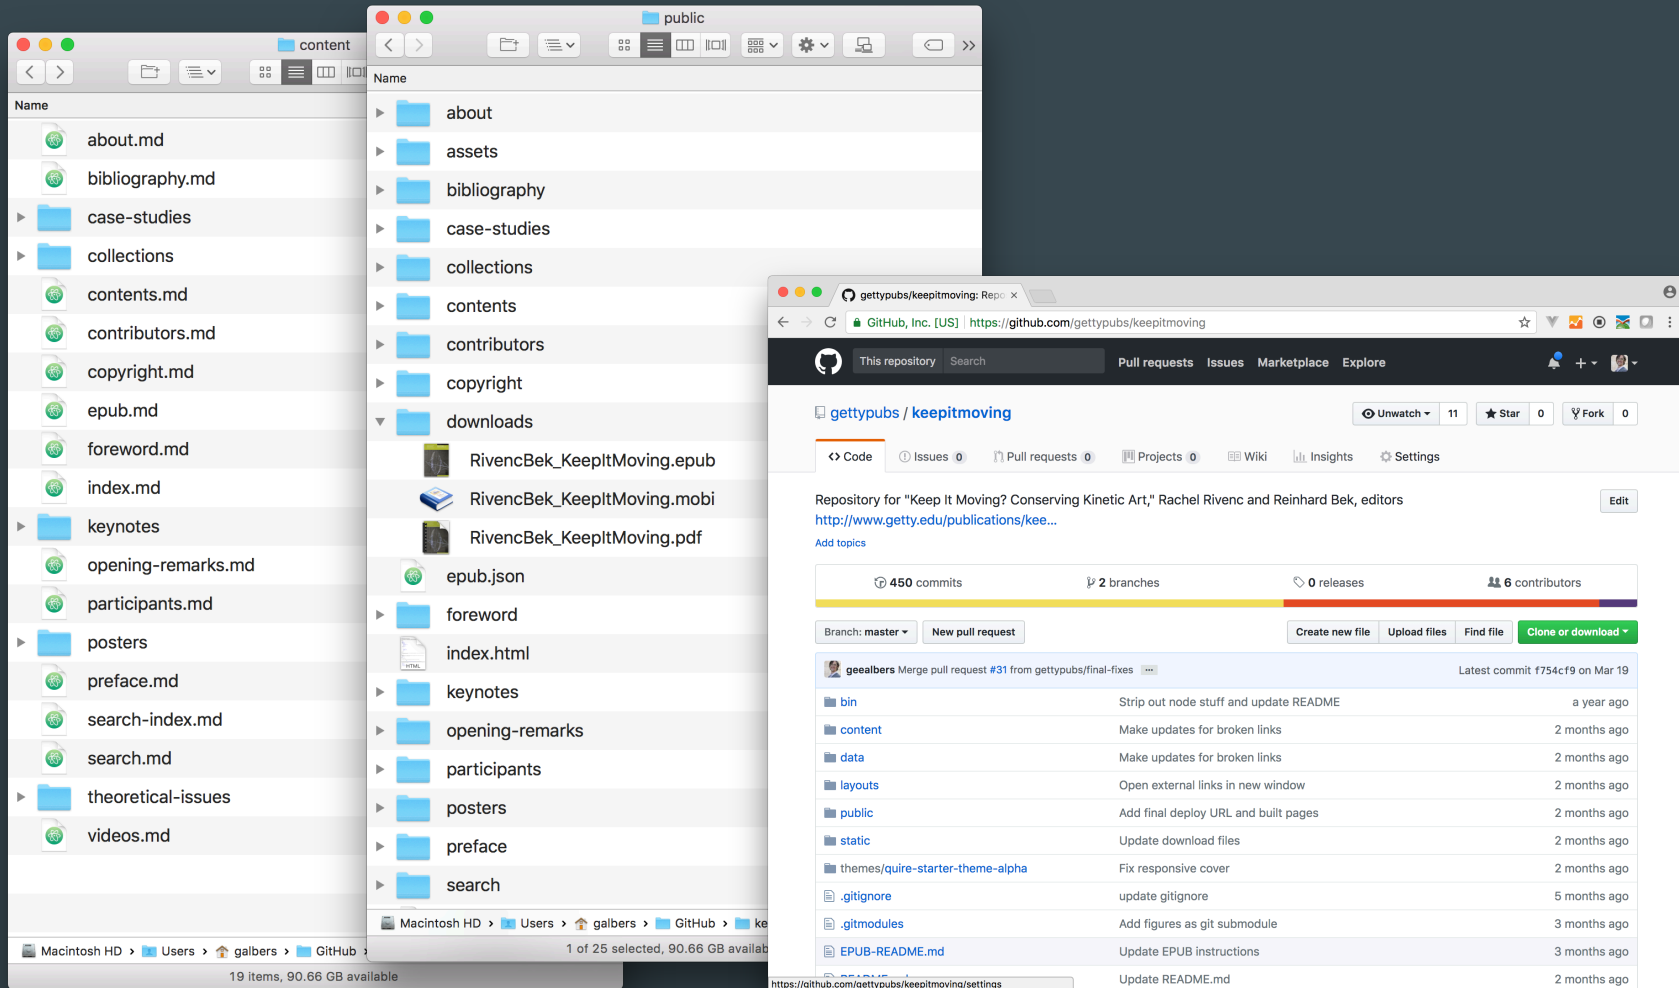 content
Name
about.md
bibliography.md
case-studies
collections
contents.md
contributors.md
copyright.md
epub.md
foreword.md
index.md
keynotes
opening-remarks.md
participants.md
posters
preface.md
search-index.md
search.md
theoretical-issues
videos.md
Macintosh HD › Users › galbers › GitHub ›
19 items, 90.66 GB available
public
Name
about
assets
bibliography
case-studies
collections
contents
contributors
copyright
downloads
RivencBek_KeepItMoving.epub
RivencBek_KeepItMoving.mobi
RivencBek_KeepItMoving.pdf
epub.json
foreword
HTML
index.html
keynotes
opening-remarks
participants
posters
preface
search
Macintosh HD › Users › galbers › GitHub › ke
1 of 25 selected, 90.66 GB availab
gettypubs/keepitmoving: Repo ×
GitHub, Inc. [US] | https://github.com/gettypubs/keepitmoving
This repository Search Pull requests Issues Marketplace Explore
gettypubs / keepitmoving Unwatch 11 Star 0 Fork 0
Code Issues 0 Pull requests 0 Projects 0 Wiki Insights Settings
Repository for "Keep It Moving? Conserving Kinetic Art," Rachel Rivenc and Reinhard Bek, editors Edit
http://www.getty.edu/publications/kee...
Add topics
450 commits 2 branches 0 releases 6 contributors
Branch: master New pull request Create new file Upload files Find file Clone or download
geealbers Merge pull request #31 from gettypubs/final-fixes ... Latest commit f754cf9 on Mar 19
bin Strip out node stuff and update README a year ago
content Make updates for broken links 2 months ago
data Make updates for broken links 2 months ago
layouts Open external links in new window 2 months ago
public Add final deploy URL and built pages 2 months ago
static Update download files 2 months ago
themes/quire-starter-theme-alpha Fix responsive cover 2 months ago
.gitignore update gitignore 5 months ago
.gitmodules Add figures as git submodule 3 months ago
EPUB-README.md Update EPUB instructions 3 months ago
README.md Update README.md 2 months ago
https://github.com/gettypubs/keepitmoving/settings